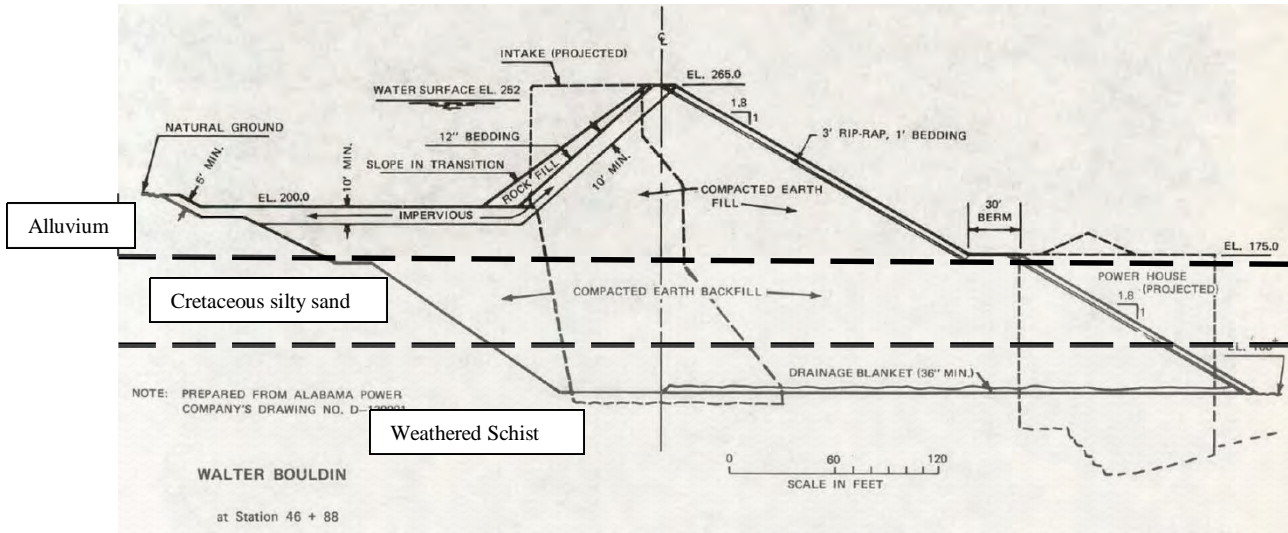 ℄
INTAKE (PROJECTED)
EL. 265.0
WATER SURFACE EL. 252
1.8
1
NATURAL GROUND
12" BEDDING
3' RIP-RAP, 1' BEDDING
5' MIN.
10' MIN.
SLOPE IN TRANSITION
ROCK FILL
10' MIN.
COMPACTED EARTH
FILL
30'
BERM
EL. 200.0
IMPERVIOUS
Alluvium
EL. 175.0
POWER HOUSE
(PROJECTED)
Cretaceous silty sand
COMPACTED EARTH BACKFILL
1.8
1
DRAINAGE BLANKET (36" MIN.)
NOTE: PREPARED FROM ALABAMA POWER
COMPANY'S DRAWING NO.
Weathered Schist
WALTER BOULDIN
0 60 120
SCALE IN FEET
at Station 46 + 88